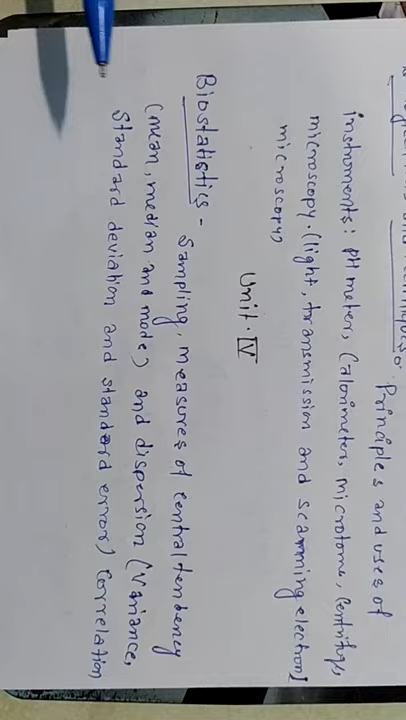 Principles and uses of
instruments: pH meter, Calorimeter, microtome, Centrifuge,
microscopy. (light, transmission and scanning electron
microscopy)
Unit. IV
Biostatistics - Sampling, measures of central tendency
(mean, median and mode) and dispersion (Variance,
Standard deviation and standard error) Correlation